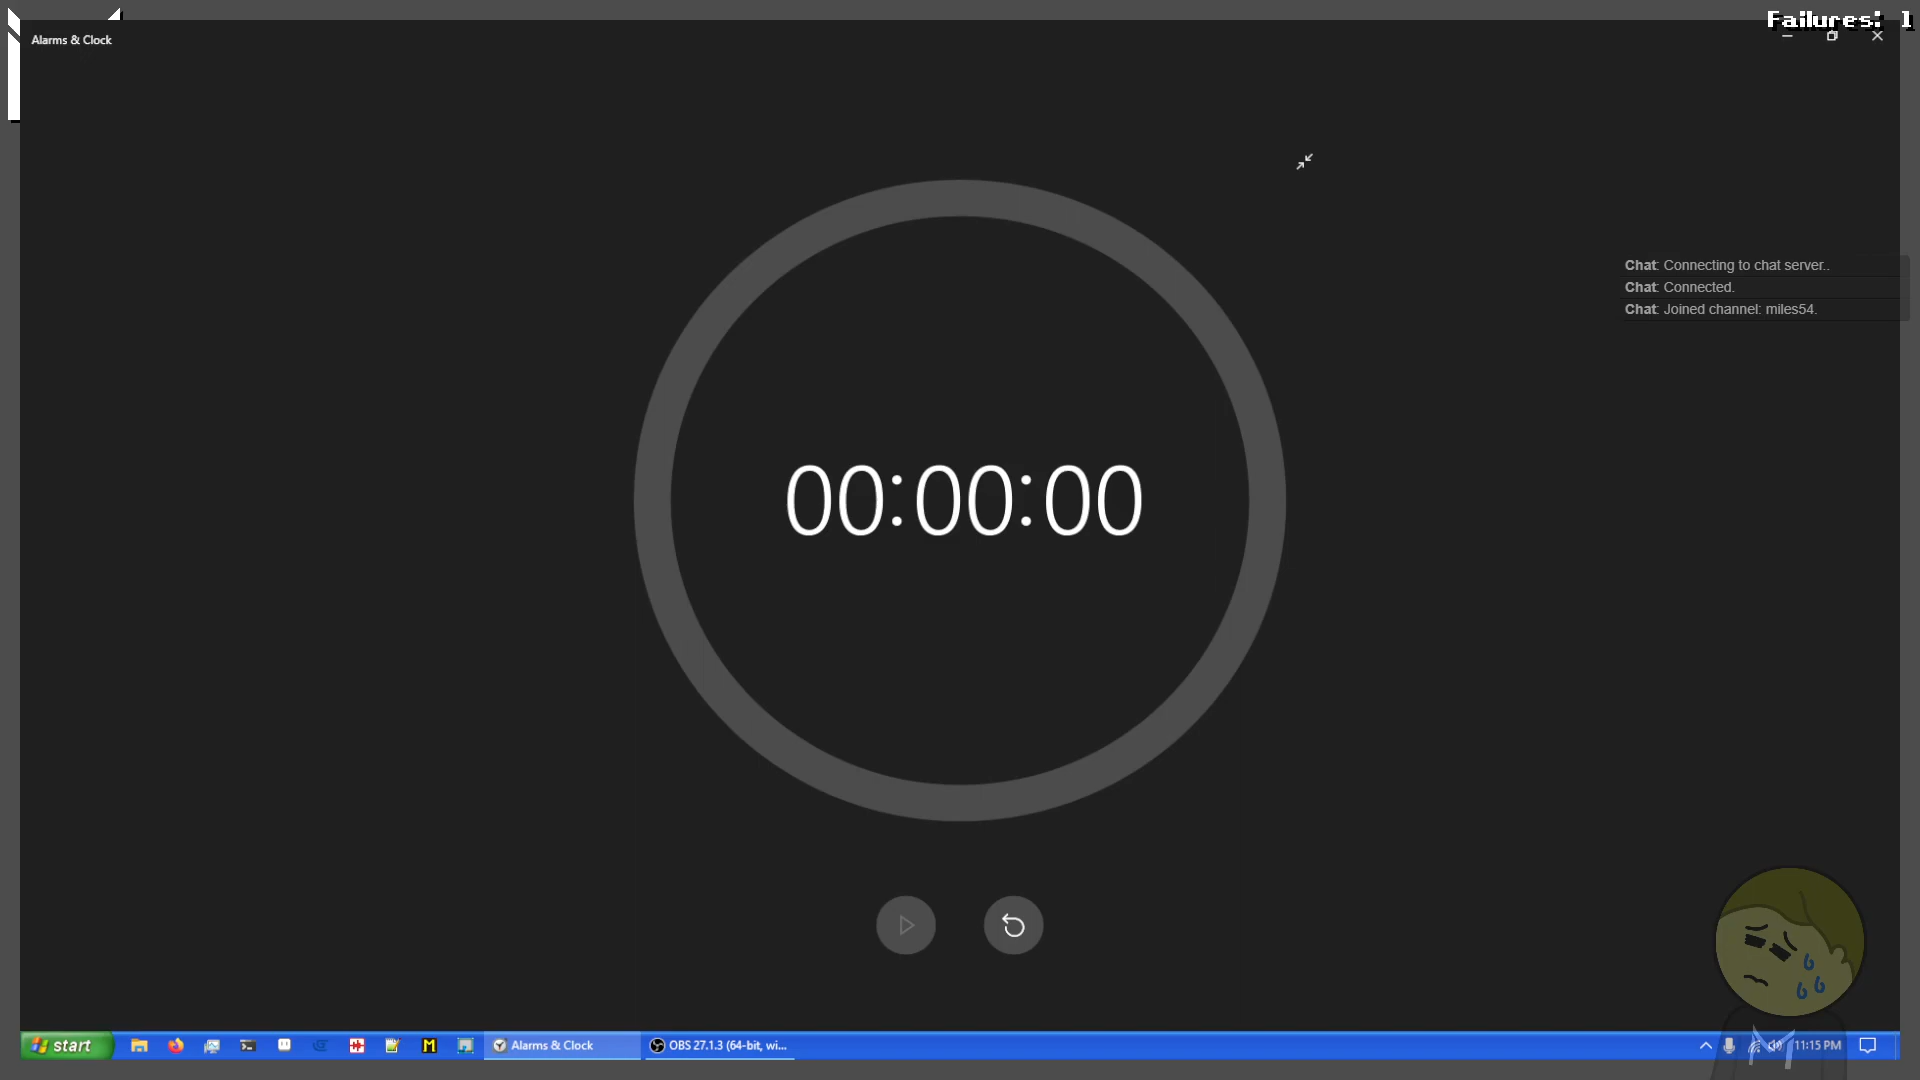 Failures: 1
Alarms & Clock
Chat: Connecting to chat server..
Chat: Connected.
Chat: Joined channel: miles54.
00:00:00
start
Alarms & Clock
OBS 27.1.3 (64-bit, wi...
11:15 PM